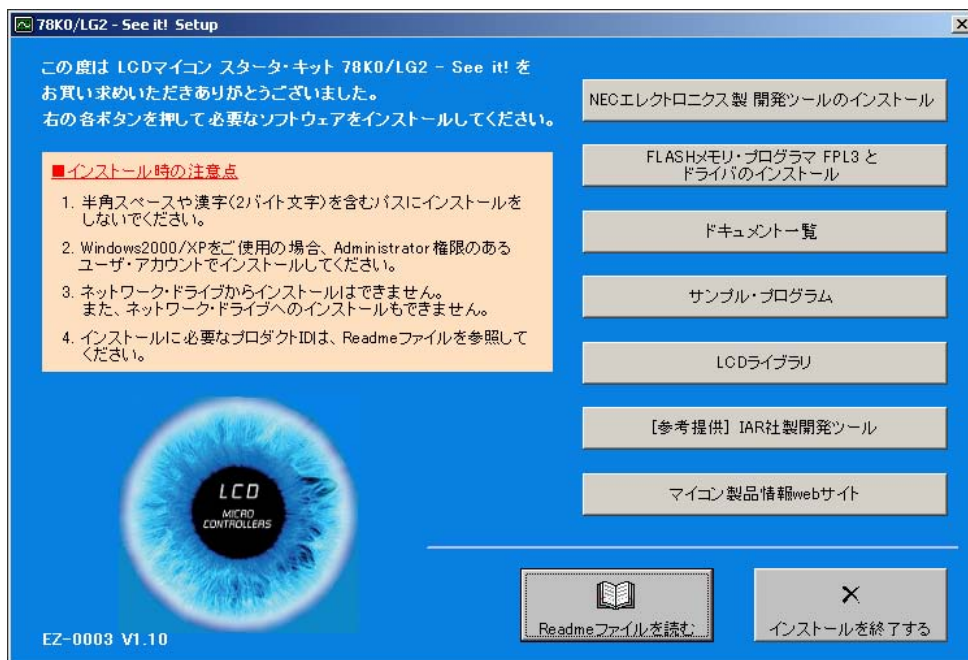 78K0/LG2 - See it! Setup
この度は LCDマイコン スタータ・キット 78K0/LG2 - See it! を
お買い求めいただきありがとうございました。
右の各ボタンを押して必要なソフトウェアをインストールしてください。
■インストール時の注意点
1. 半角スペースや漢字(2バイト文字)を含むパスにインストールを
しないでください。
2. Windows2000/XPをご使用の場合、Administrator権限のある
ユーザ・アカウントでインストールしてください。
3. ネットワーク・ドライブからインストールはできません。
また、ネットワーク・ドライブへのインストールもできません。
4. インストールに必要なプロダクトIDは、Readmeファイルを参照して
ください。
LCD
MICRO
CONTROLLERS
EZ-0003 V1.10
NECエレクトロニクス製 開発ツールのインストール
FLASHメモリ・プログラマ FPL3 と
ドライバのインストール
ドキュメント一覧
サンプル・プログラム
LCDライブラリ
[参考提供] IAR社製開発ツール
マイコン製品情報webサイト
Readmeファイルを読む
インストールを終了する